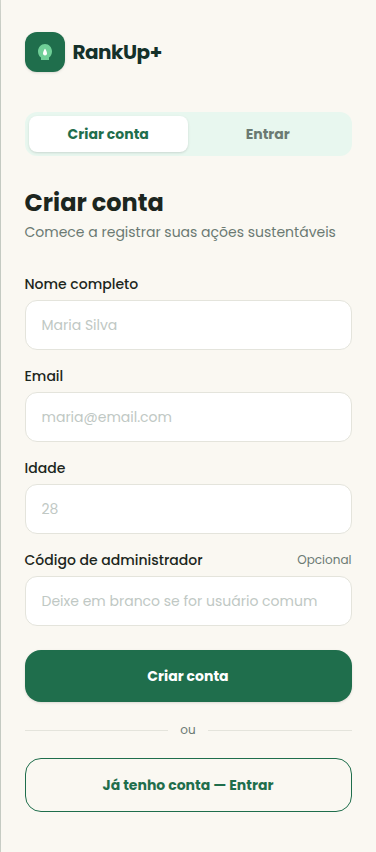 RankUp+
Criar conta
Entrar
Criar conta
Comece a registrar suas ações sustentáveis
Nome completo
Maria Silva
Email
maria@email.com
Idade
28
Código de administrador
Opcional
Deixe em branco se for usuário comum
Criar conta
ou
Já tenho conta — Entrar